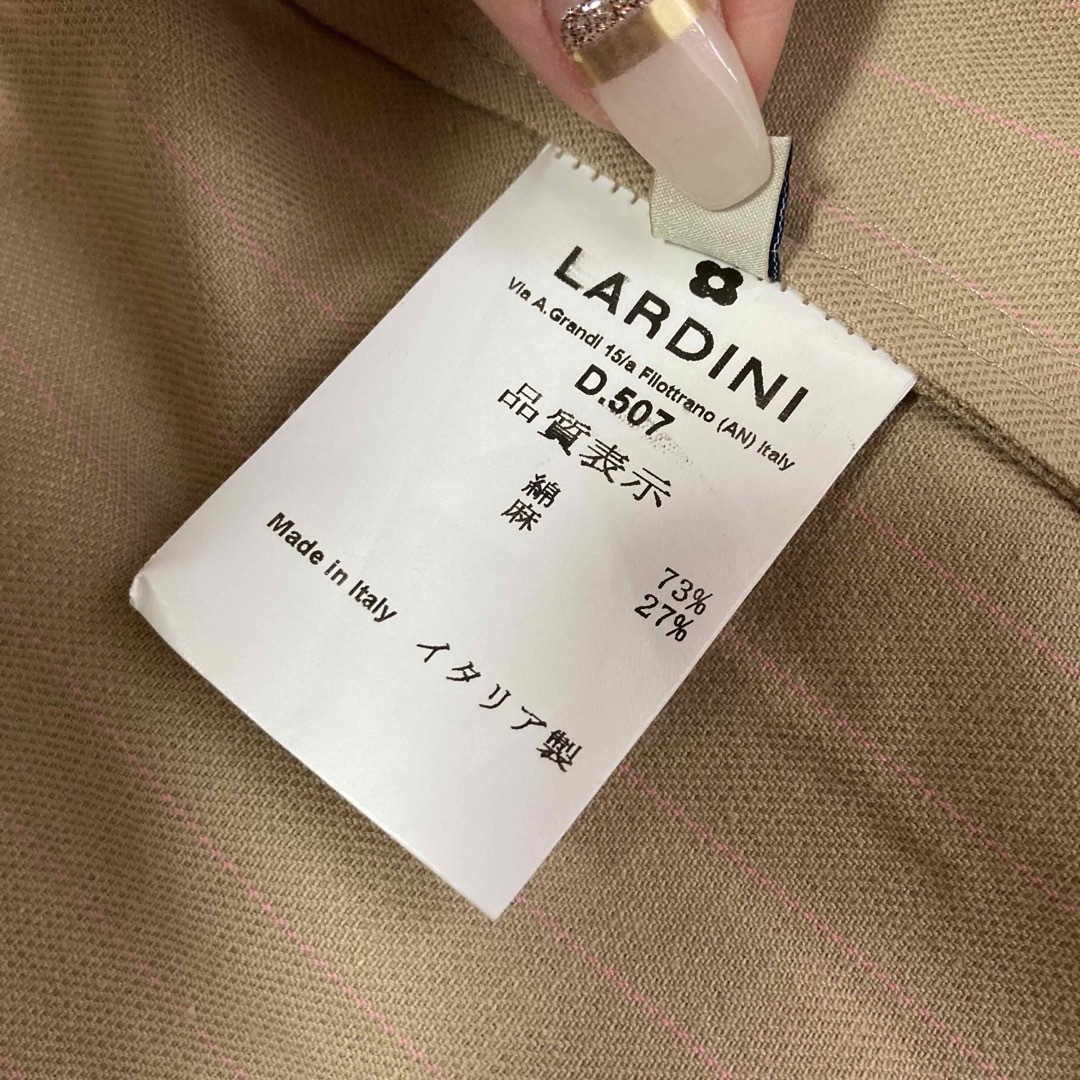 LARDINI
Via A.Grandi 15/a Filottrano (AN) Italy
D.507
品質表示
綿 73%
麻 27%
Made in Italy イタリア製